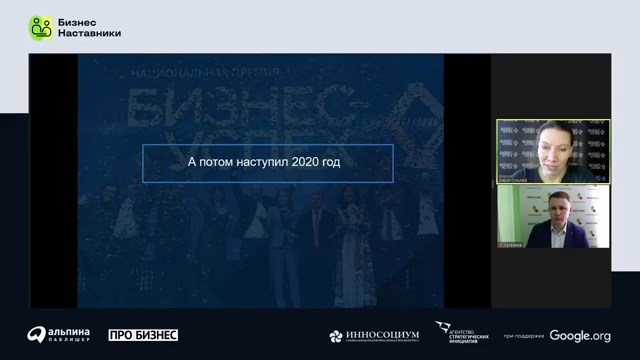 Бизнес
Наставники
НАЦИОНАЛЬНАЯ ПРЕМИЯ
БИЗНЕС-
УСПЕХ
А потом наступил 2020 год
альпина
ПАБЛИШЕР
ПРО БИЗНЕС
ИННОСОЦИУМ
АГЕНТСТВО
СТРАТЕГИЧЕСКИХ
ИНИЦИАТИВ
при поддержке
Google.org